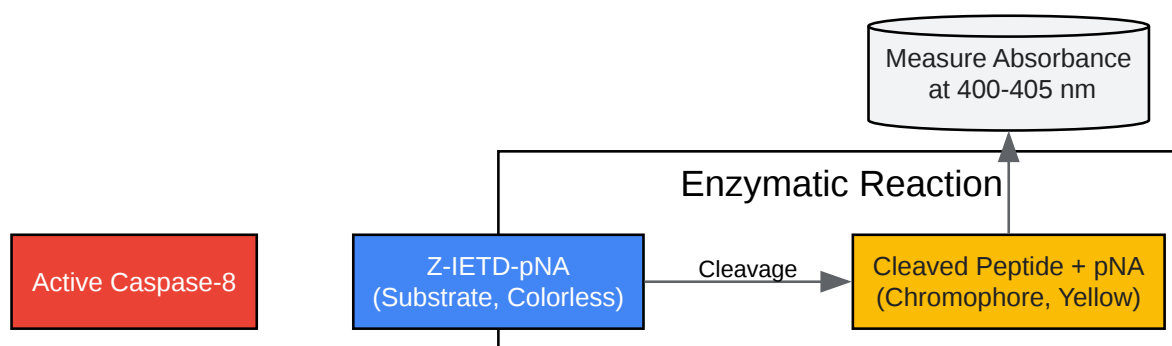 Measure Absorbance
at 400-405 nm
Enzymatic Reaction
Active Caspase-8
Z-IETD-pNA
(Substrate, Colorless)
Cleavage
Cleaved Peptide + pNA
(Chromophore, Yellow)